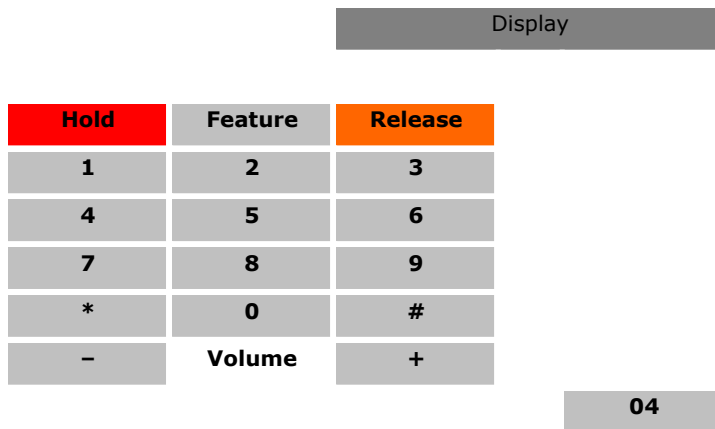 Display
Hold Feature Release
1 2 3
4 5 6
7 8 9
* 0 #
– Volume +
04